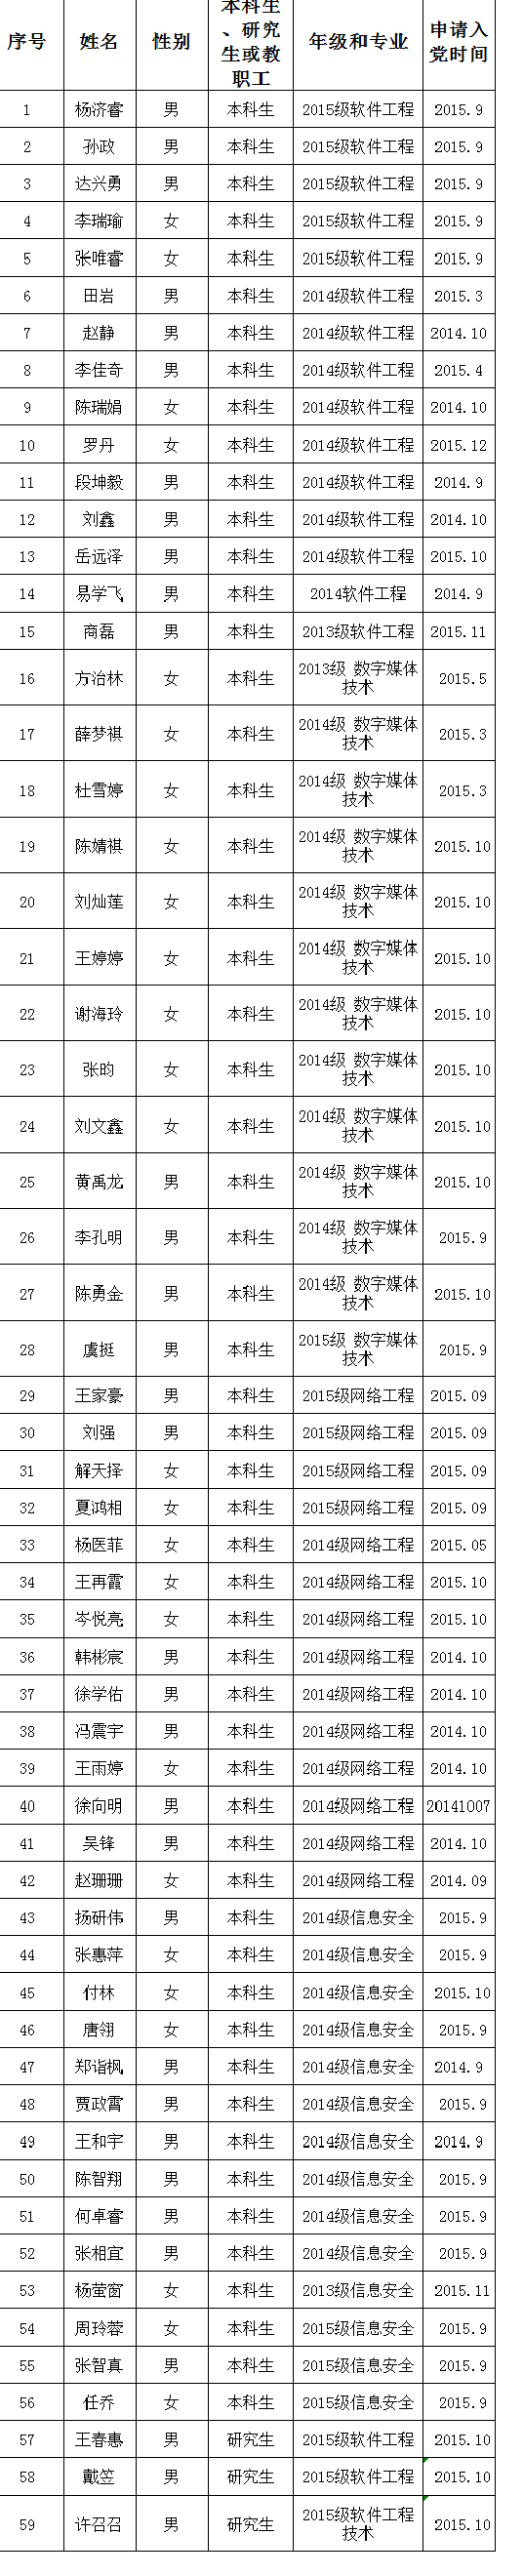 序号 姓名 性别 本科生、研究生或教职工 年级和专业 申请入党时间
1 杨济睿 男 本科生 2015级软件工程 2015.9
2 孙政 男 本科生 2015级软件工程 2015.9
3 达兴勇 男 本科生 2015级软件工程 2015.9
4 李瑞瑜 女 本科生 2015级软件工程 2015.9
5 张唯睿 女 本科生 2015级软件工程 2015.9
6 田岩 男 本科生 2014级软件工程 2015.3
7 赵静 男 本科生 2014级软件工程 2014.10
8 李佳奇 男 本科生 2014级软件工程 2015.4
9 陈瑞娟 女 本科生 2014级软件工程 2014.10
10 罗丹 女 本科生 2014级软件工程 2015.12
11 段坤毅 男 本科生 2014级软件工程 2014.9
12 刘鑫 男 本科生 2014级软件工程 2014.10
13 岳远泽 男 本科生 2014级软件工程 2015.10
14 易学飞 男 本科生 2014软件工程 2014.9
15 商磊 男 本科生 2013级软件工程 2015.11
16 方治林 女 本科生 2013级 数字媒体技术 2015.5
17 薛梦祺 女 本科生 2014级 数字媒体技术 2015.3
18 杜雪婷 女 本科生 2014级 数字媒体技术 2015.3
19 陈婧祺 女 本科生 2014级 数字媒体技术 2015.10
20 刘灿莲 女 本科生 2014级 数字媒体技术 2015.10
21 王婷婷 女 本科生 2014级 数字媒体技术 2015.10
22 谢海玲 女 本科生 2014级 数字媒体技术 2015.10
23 张昀 女 本科生 2014级 数字媒体技术 2015.10
24 刘文鑫 女 本科生 2014级 数字媒体技术 2015.10
25 黄禹龙 男 本科生 2014级 数字媒体技术 2015.10
26 李孔明 男 本科生 2014级 数字媒体技术 2015.9
27 陈勇金 男 本科生 2014级 数字媒体技术 2015.10
28 虞挺 男 本科生 2015级 数字媒体技术 2015.9
29 王家豪 男 本科生 2015级网络工程 2015.09
30 刘强 男 本科生 2015级网络工程 2015.09
31 解天择 女 本科生 2015级网络工程 2015.09
32 夏鸿相 女 本科生 2015级网络工程 2015.09
33 杨医菲 女 本科生 2014级网络工程 2015.05
34 王再霞 女 本科生 2014级网络工程 2015.10
35 岑悦亮 女 本科生 2014级网络工程 2015.10
36 韩彬宸 男 本科生 2014级网络工程 2014.10
37 徐学佑 男 本科生 2014级网络工程 2014.10
38 冯震宇 男 本科生 2014级网络工程 2014.10
39 王雨婷 女 本科生 2014级网络工程 2014.10
40 徐向明 男 本科生 2014级网络工程 20141007
41 吴锋 男 本科生 2014级网络工程 2014.10
42 赵珊珊 女 本科生 2014级网络工程 2014.09
43 扬研伟 男 本科生 2014级信息安全 2015.9
44 张惠萍 女 本科生 2014级信息安全 2015.9
45 付林 女 本科生 2014级信息安全 2015.10
46 唐翎 女 本科生 2014级信息安全 2015.9
47 郑诣枫 男 本科生 2014级信息安全 2014.9
48 贾政霄 男 本科生 2014级信息安全 2015.9
49 王和宇 男 本科生 2014级信息安全 2014.9
50 陈智翔 男 本科生 2014级信息安全 2015.9
51 何卓睿 男 本科生 2014级信息安全 2015.9
52 张相宜 男 本科生 2014级信息安全 2015.9
53 杨萤窗 女 本科生 2013级信息安全 2015.11
54 周玲蓉 女 本科生 2015级信息安全 2015.9
55 张智真 男 本科生 2015级信息安全 2015.9
56 任乔 女 本科生 2015级信息安全 2015.9
57 王春惠 男 研究生 2015级软件工程 2015.10
58 戴笠 男 研究生 2015级软件工程 2015.10
59 许召召 男 研究生 2015级软件工程技术 2015.10